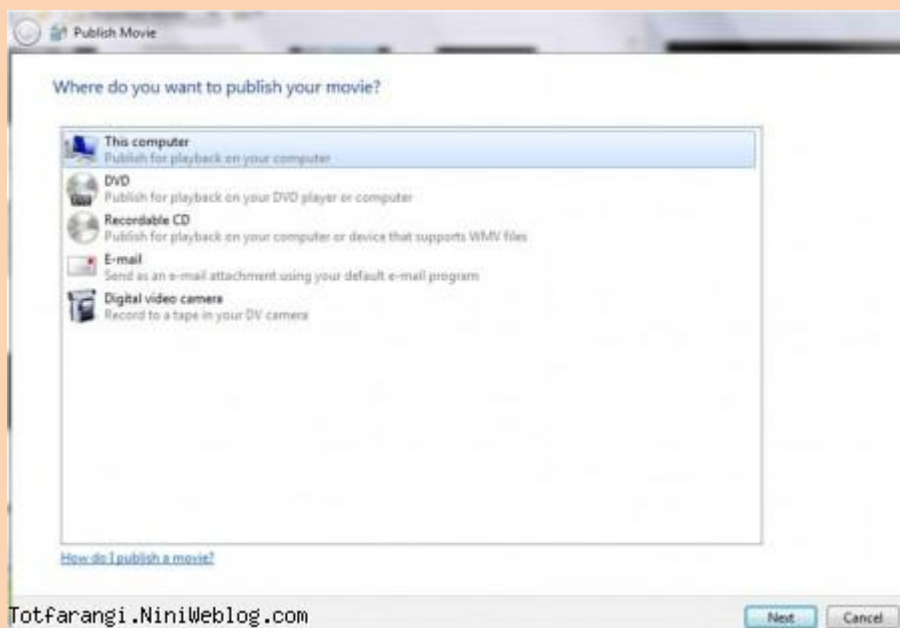 Publish Movie
Where do you want to publish your movie?
This computer
Publish for playback on your computer
DVD
Publish for playback on your DVD player or computer
Recordable CD
Publish for playback on your computer or device that supports WMV files
E-mail
Send as an e-mail attachment using your default e-mail program
Digital video camera
Record to a tape in your DV camera
How do I publish a movie?
Totfarangi.NiniWeblog.com
Next
Cancel